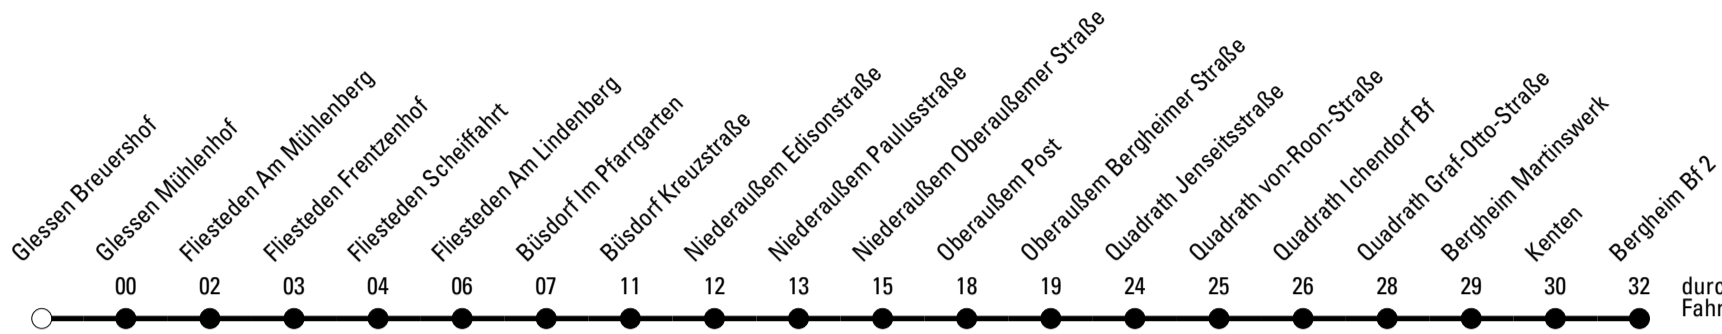 Glessen Breuershof
Glessen Mühlenhof
Fliesteden Am Mühlenberg
Fliesteden Frentzenhof
Fliesteden Scheiffahrt
Fliesteden Am Lindenberg
Büsdorf Im Pfarrgarten
Büsdorf Kreuzstraße
Niederaußem Edisonstraße
Niederaußem Paulusstraße
Niederaußem Oberaußemer Straße
Oberaußem Post
Oberaußem Bergheimer Straße
Quadrath Jenseitsstraße
Quadrath von-Roon-Straße
Quadrath Ichendorf Bf
Quadrath Graf-Otto-Straße
Bergheim Martinswerk
Kenten
Bergheim Bf 2
00 02 03 04 06 07 11 12 13 15 18 19 24 25 26 28 29 30 32 durc
Fahr